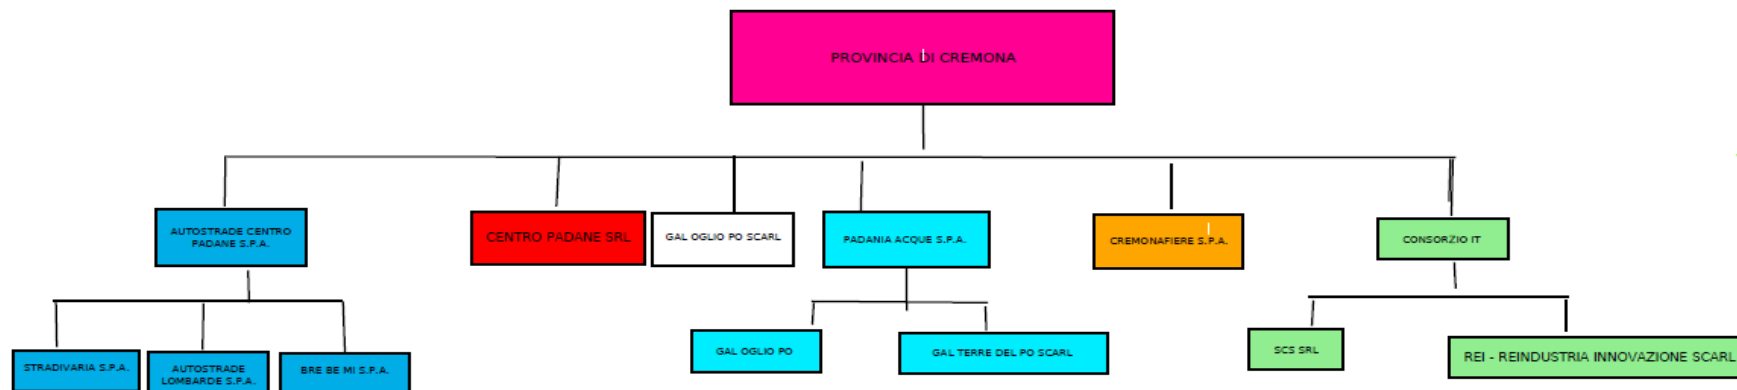 PROVINCIA DI CREMONA
AUTOSTRADE CENTRO
PADANE S.P.A.
CENTRO PADANE SRL
GAL OGLIO PO SCARL
PADANIA ACQUE S.P.A.
CREMONAFIERE S.P.A.
CONSORZIO IT
STRADIVARIA S.P.A.
AUTOSTRADE
LOMBARDE S.P.A.
BRE BE MI S.P.A.
GAL OGLIO PO
GAL TERRE DEL PO SCARL
SCS SRL
REI - REINDUSTRIA INNOVAZIONE SCARL